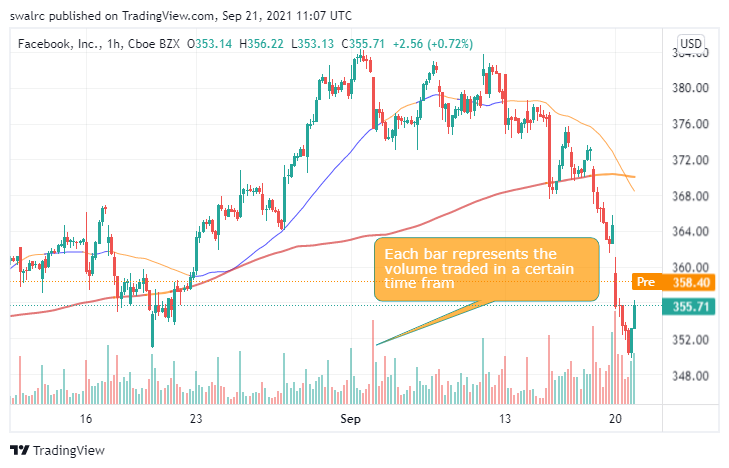 swalrc published on TradingView.com, Sep 21, 2021 11:07 UTC
Facebook, Inc., 1h, Cboe BZX O353.14 H356.22 L353.13 C355.71 +2.56 (+0.72%)
USD
384.00
380.00
376.00
372.00
368.00
364.00
360.00
Each bar represents the
volume traded in a certain
time fram
Pre 358.40
355.71
352.00
348.00
16 23 Sep 13 20
TradingView